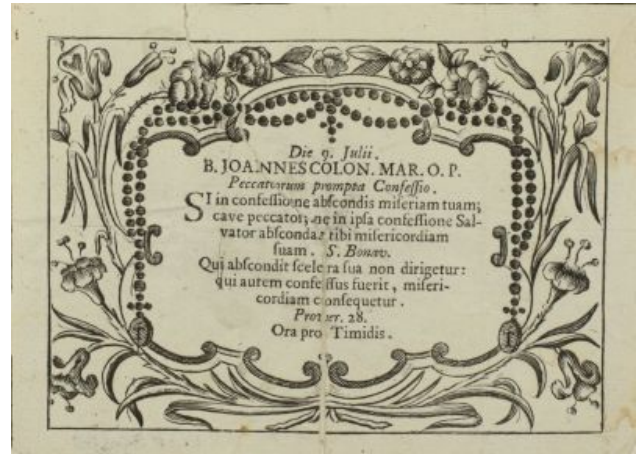 Die 9. Julii.
B. JOANNES COLON. MAR. O. P.
Peccatorum prompta Confeſſio.
SI in confeſſione abſcondis miſeriam tuam;
cave peccator; ne in ipſa confeſſione Sal-
vator abſcondat tibi miſericordiam
ſuam. S. Bonav.
Qui abſcondit ſcelera ſua non dirigetur:
qui autem confeſſus fuerit, miſeri-
cordiam conſequetur.
Prover. 28.
Ora pro Timidis.